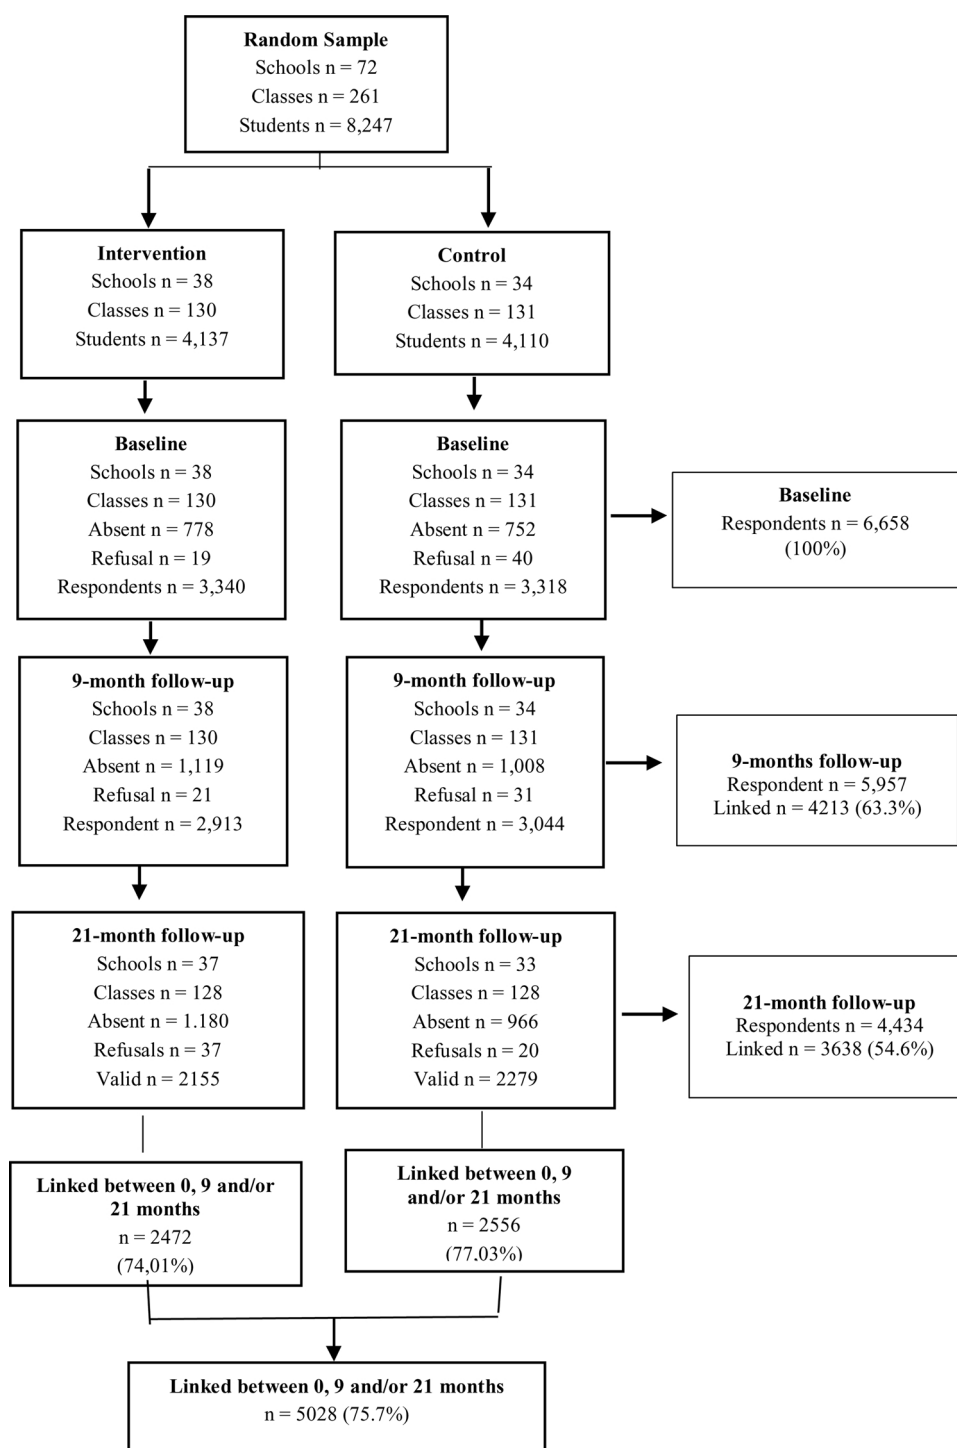 Random Sample
Schools n = 72
Classes n = 261
Students n = 8,247
Intervention
Schools n = 38
Classes n = 130
Students n = 4,137
Control
Schools n = 34
Classes n = 131
Students n = 4,110
Baseline
Schools n = 38
Classes n = 130
Absent n = 778
Refusal n = 19
Respondents n = 3,340
Baseline
Schools n = 34
Classes n = 131
Absent n = 752
Refusal n = 40
Respondents n = 3,318
Baseline
Respondents n = 6,658
(100%)
9-month follow-up
Schools n = 38
Classes n = 130
Absent n = 1,119
Refusal n = 21
Respondent n = 2,913
9-month follow-up
Schools n = 34
Classes n = 131
Absent n = 1,008
Refusal n = 31
Respondent n = 3,044
9-months follow-up
Respondent n = 5,957
Linked n = 4213 (63.3%)
21-month follow-up
Schools n = 37
Classes n = 128
Absent n = 1.180
Refusals n = 37
Valid n = 2155
21-month follow-up
Schools n = 33
Classes n = 128
Absent n = 966
Refusals n = 20
Valid n = 2279
21-month follow-up
Respondents n = 4,434
Linked n = 3638 (54.6%)
Linked between 0, 9 and/or
21 months
n = 2472
(74,01%)
Linked between 0, 9
and/or 21 months
n = 2556
(77,03%)
Linked between 0, 9 and/or 21 months
n = 5028 (75.7%)